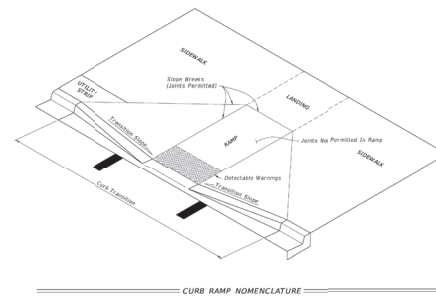 SIDEWALK
Slope Breaks
(Joints Permitted)
UTILITY
STRIP
LANDING
Transition Slope
RAMP
Joints Not Permitted In Ramp
SIDEWALK
Detectable Warnings
Transition Slope
Curb Transition
CURB RAMP NOMENCLATURE